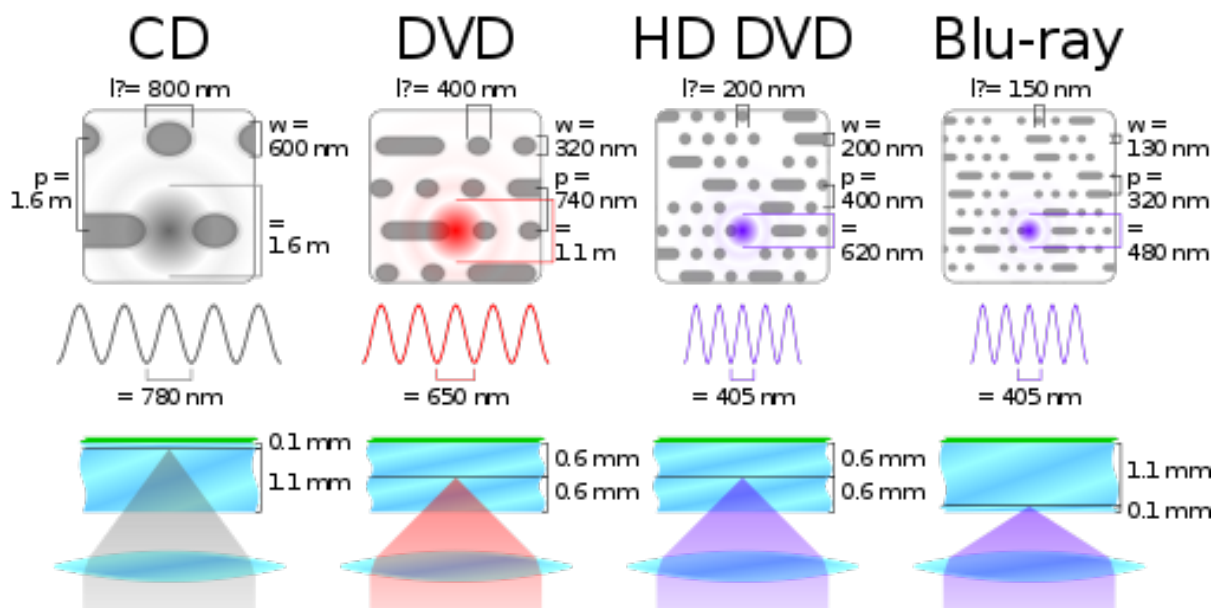 CD
DVD
HD DVD
Blu-ray
l?= 800 nm
l?= 400 nm
l?= 200 nm
l?= 150 nm
w =
600 nm
p =
1.6 m
=
1.6 m
w =
320 nm
p =
740 nm
=
1.1 m
w =
200 nm
p =
400 nm
=
620 nm
w =
130 nm
p =
320 nm
=
480 nm
= 780 nm
= 650 nm
= 405 nm
= 405 nm
0.1 mm
1.1 mm
0.6 mm
0.6 mm
0.6 mm
0.6 mm
1.1 mm
0.1 mm